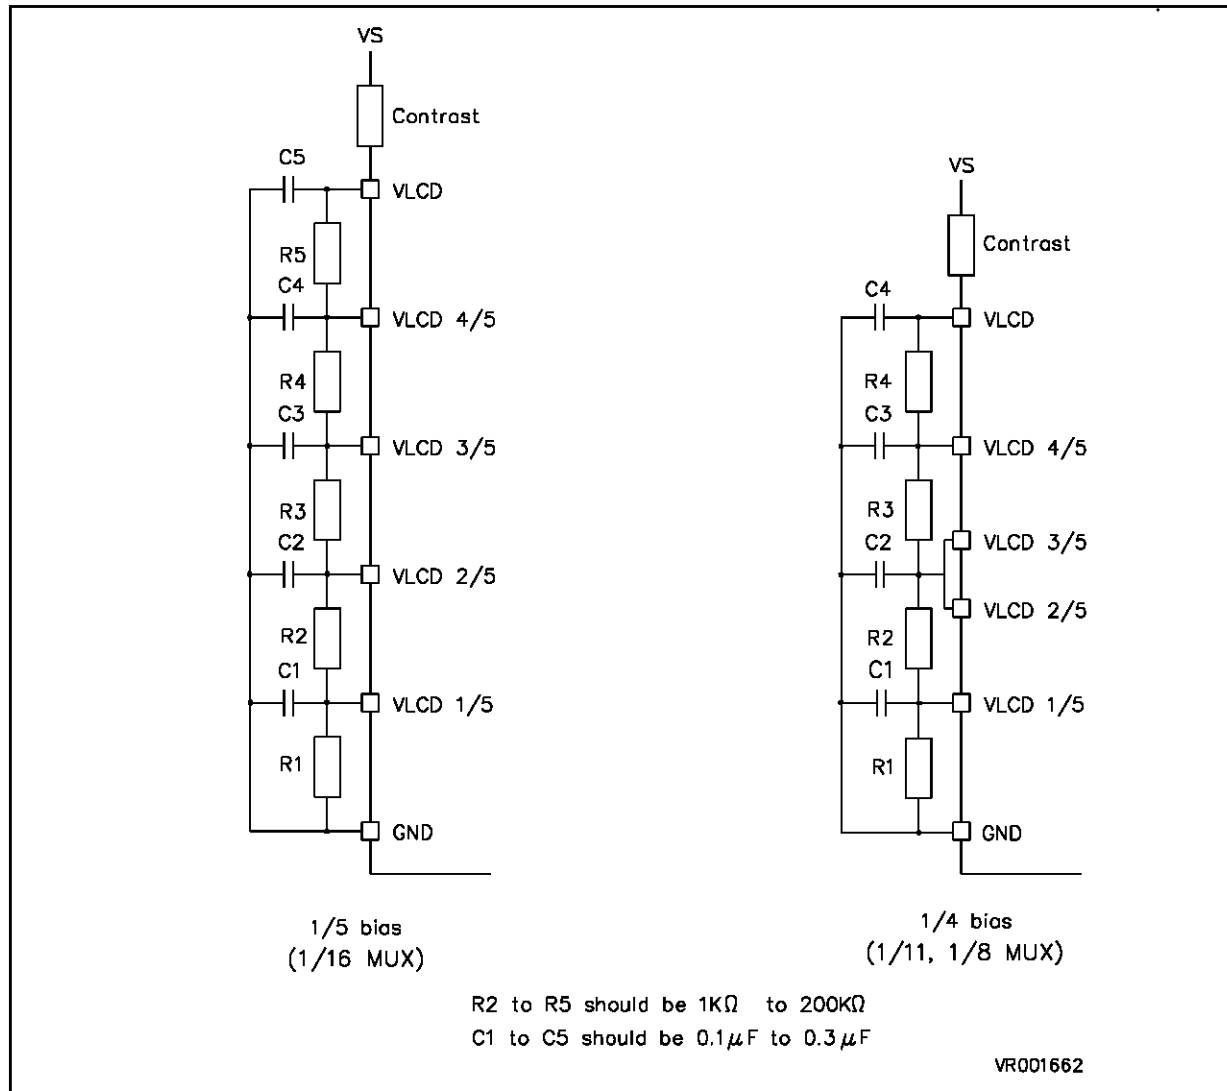 VS
Contrast
C5
VLCD
R5
C4
VLCD 4/5
R4
C3
VLCD 3/5
R3
C2
VLCD 2/5
R2
C1
VLCD 1/5
R1
GND
1/5 bias
(1/16 MUX)
VS
Contrast
C4
VLCD
R4
C3
VLCD 4/5
R3
C2
VLCD 3/5
VLCD 2/5
R2
C1
VLCD 1/5
R1
GND
1/4 bias
(1/11, 1/8 MUX)
R2 to R5 should be 1KΩ to 200KΩ
C1 to C5 should be 0.1μF to 0.3μF
VR001662